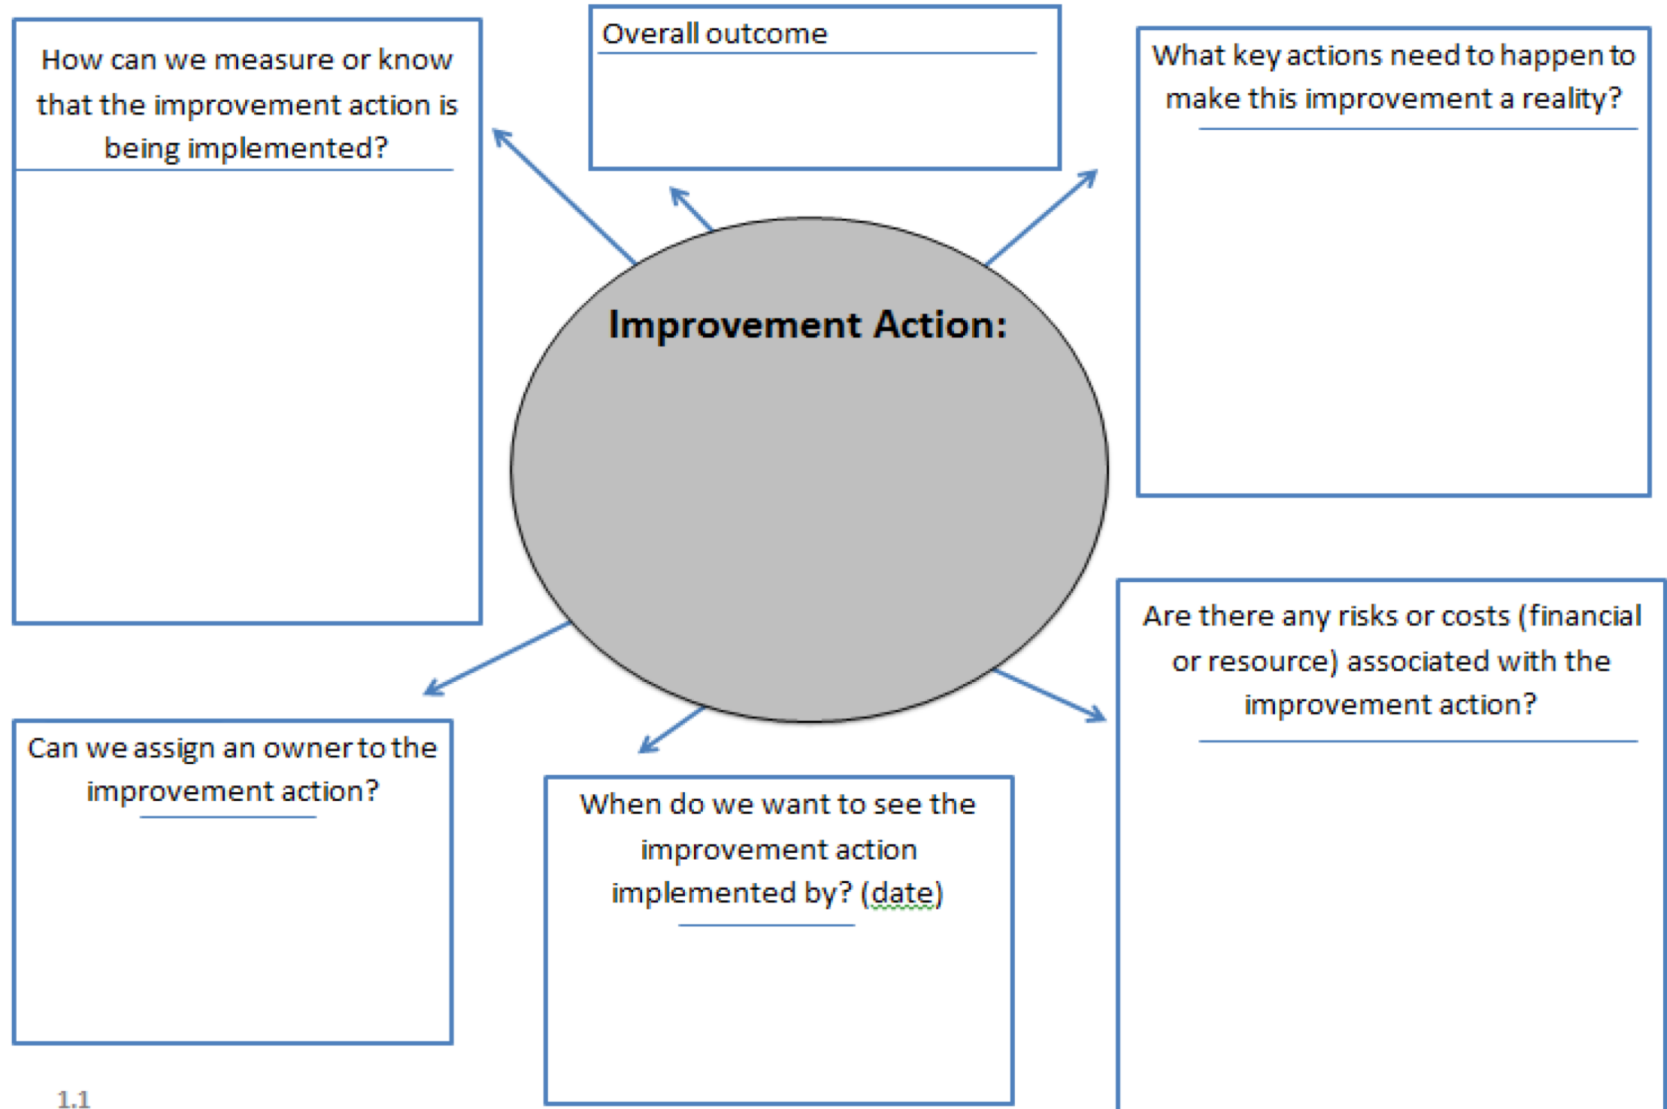 How can we measure or know
that the improvement action is
being implemented?
Overall outcome
What key actions need to happen to
make this improvement a reality?
Improvement Action:
Can we assign an owner to the
improvement action?
When do we want to see the
improvement action
implemented by? (date)
Are there any risks or costs (financial
or resource) associated with the
improvement action?
1.1